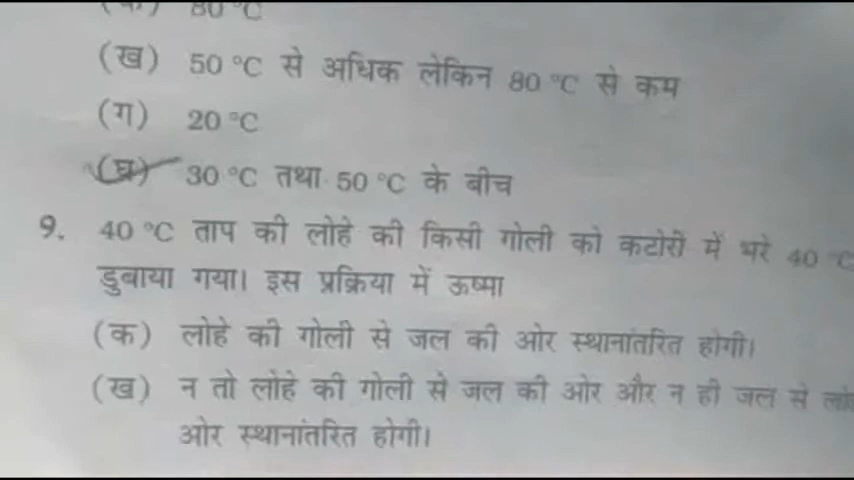 80 °C
(ख) 50 °C से अधिक लेकिन 80 °C से कम
(ग) 20 °C
(घ) 30 °C तथा 50 °C के बीच
9. 40 °C ताप की लोहे की किसी गोली को कटोरी में भरे 40 °C
डुबाया गया। इस प्रक्रिया में ऊष्मा
(क) लोहे की गोली से जल की ओर स्थानांतरित होगी।
(ख) न तो लोहे की गोली से जल की ओर और न ही जल से
ओर स्थानांतरित होगी।